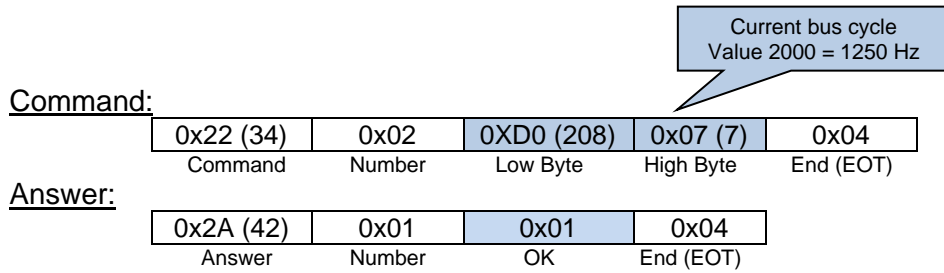 Current bus cycle
Value 2000 = 1250 Hz
Command:
0x22 (34) 0x02 0XD0 (208) 0x07 (7) 0x04
Command Number Low Byte High Byte End (EOT)
Answer:
0x2A (42) 0x01 0x01 0x04
Answer Number OK End (EOT)